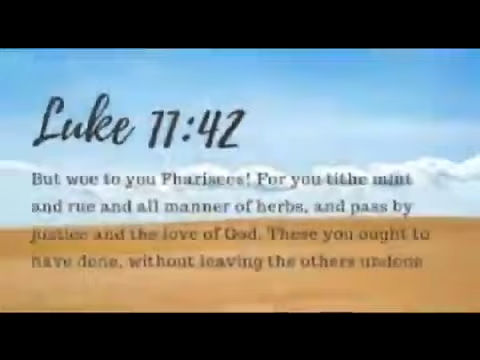 Luke 11:42
But woe to you Pharisees! For you tithe mint
and rue and all manner of herbs, and pass by
justice and the love of God. These you ought to
have done, without leaving the others undone